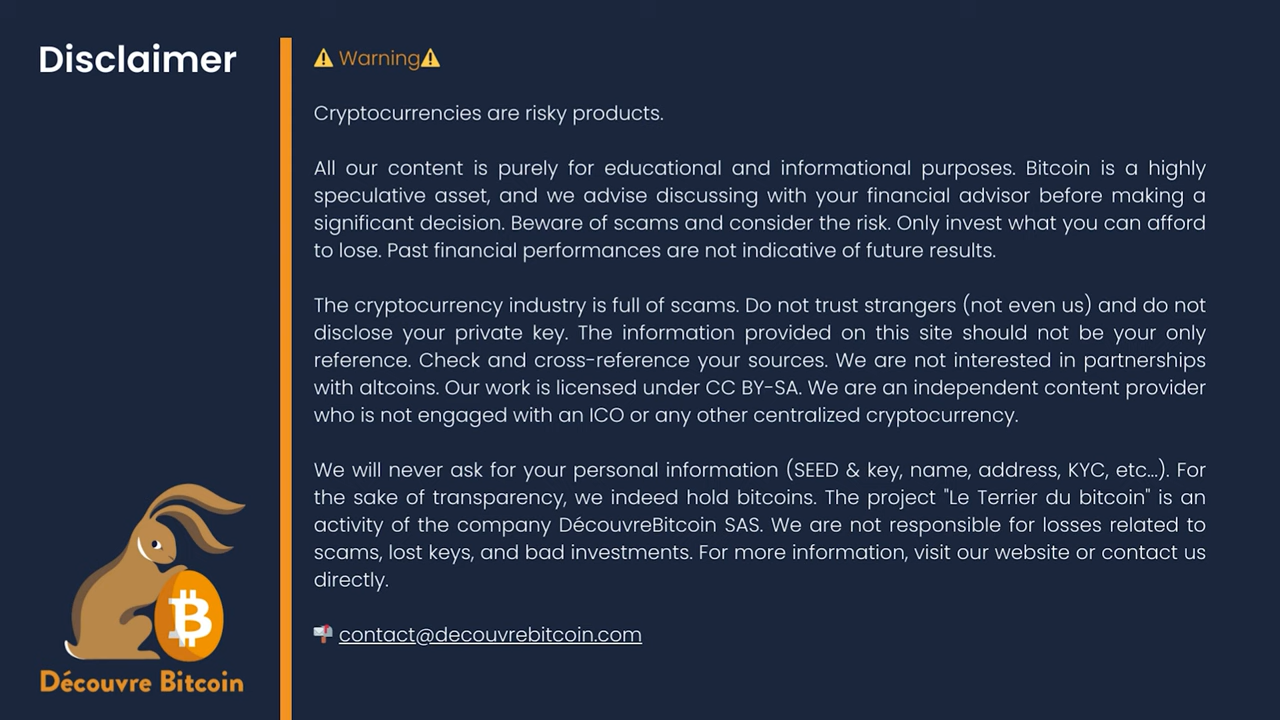 Disclaimer
⚠️ Warning⚠️
Cryptocurrencies are risky products.
All our content is purely for educational and informational purposes. Bitcoin is a highly
speculative asset, and we advise discussing with your financial advisor before making a
significant decision. Beware of scams and consider the risk. Only invest what you can afford
to lose. Past financial performances are not indicative of future results.
The cryptocurrency industry is full of scams. Do not trust strangers (not even us) and do not
disclose your private key. The information provided on this site should not be your only
reference. Check and cross-reference your sources. We are not interested in partnerships
with altcoins. Our work is licensed under CC BY-SA. We are an independent content provider
who is not engaged with an ICO or any other centralized cryptocurrency.
We will never ask for your personal information (SEED & key, name, address, KYC, etc...). For
the sake of transparency, we indeed hold bitcoins. The project "Le Terrier du bitcoin" is an
activity of the company DécouvreBitcoin SAS. We are not responsible for losses related to
scams, lost keys, and bad investments. For more information, visit our website or contact us
directly.
📬 contact@decouvrebitcoin.com
Découvre Bitcoin